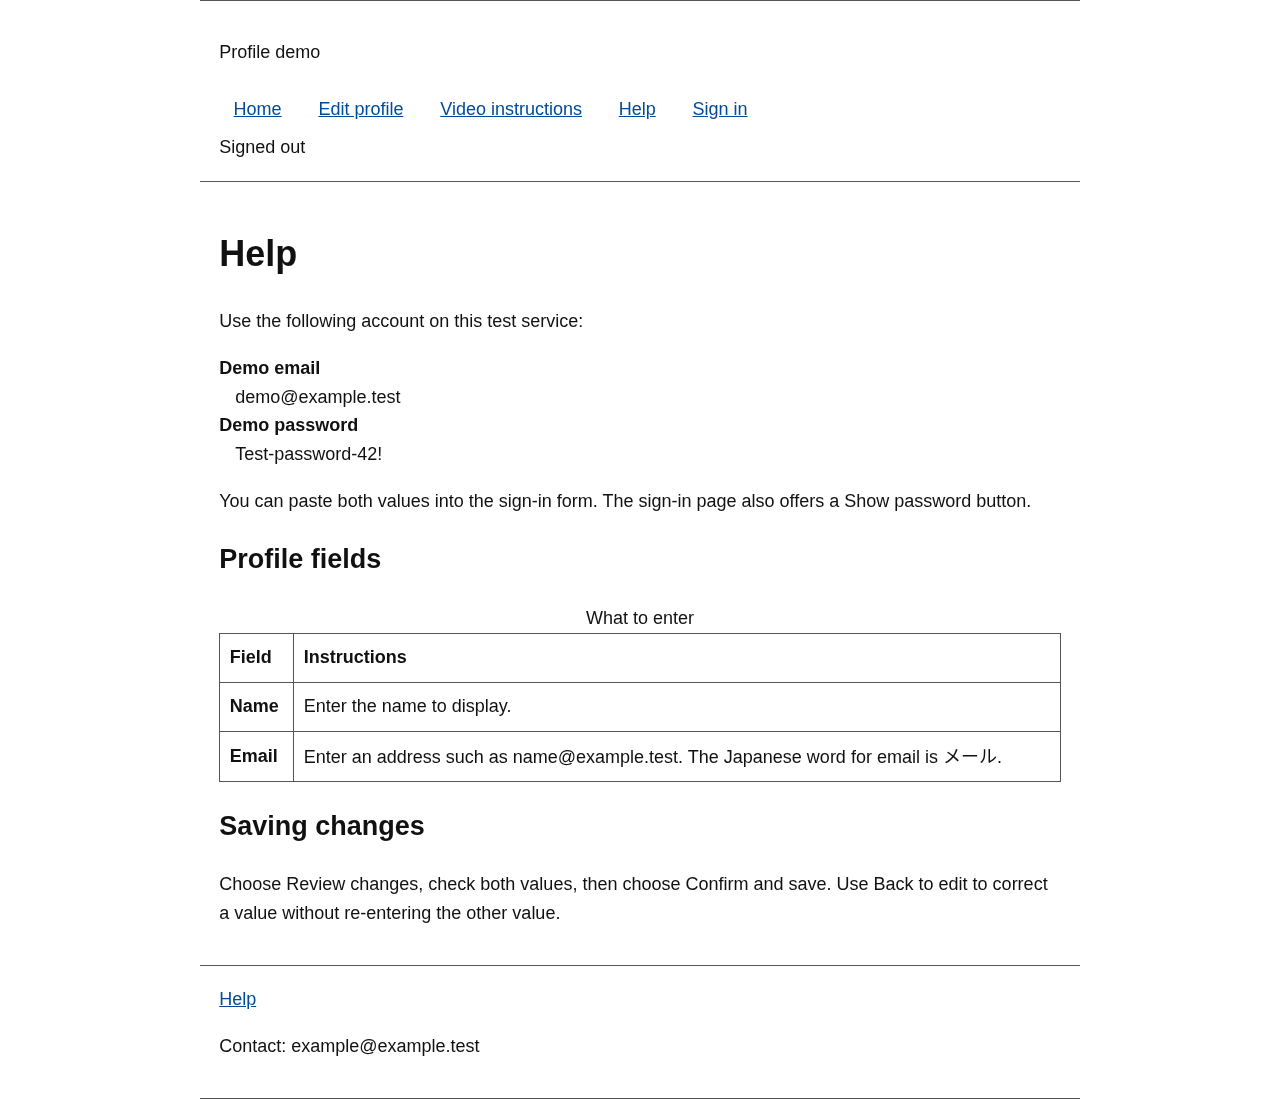 Profile demo
Home Edit profile Video instructions Help Sign in
Signed out
Help
Use the following account on this test service:
Demo email
demo@example.test
Demo password
Test-password-42!
You can paste both values into the sign-in form. The sign-in page also offers a Show password button.
Profile fields
What to enter
Field Instructions
Name Enter the name to display.
Email Enter an address such as name@example.test. The Japanese word for email is メール.
Saving changes
Choose Review changes, check both values, then choose Confirm and save. Use Back to edit to correct
a value without re-entering the other value.
Help
Contact: example@example.test